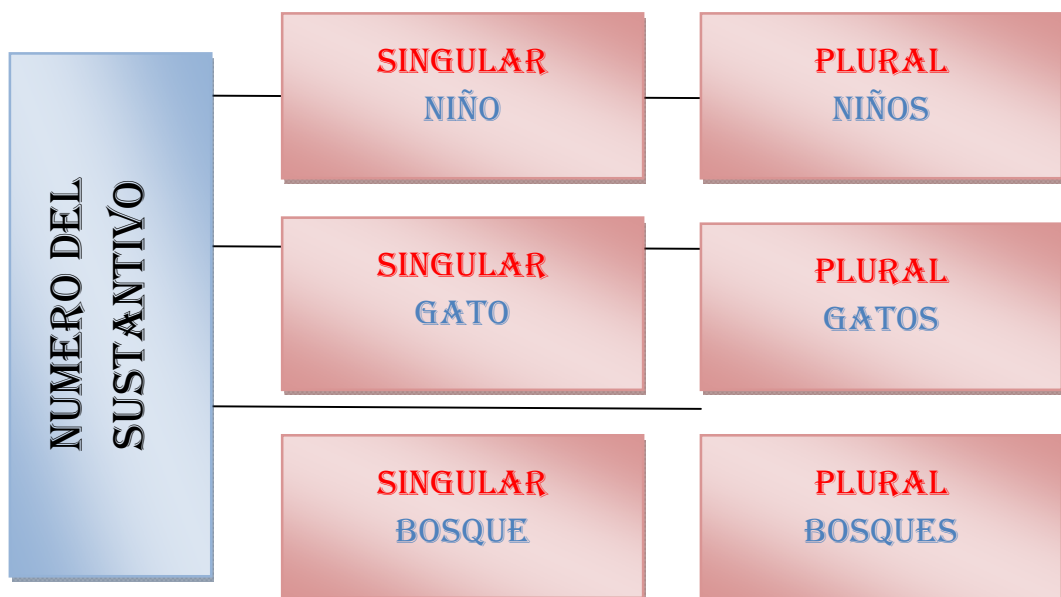 NUMERO DEL
SUSTANTIVO
SINGULAR
NIÑO
PLURAL
NIÑOS
SINGULAR
GATO
PLURAL
GATOS
SINGULAR
BOSQUE
PLURAL
BOSQUES